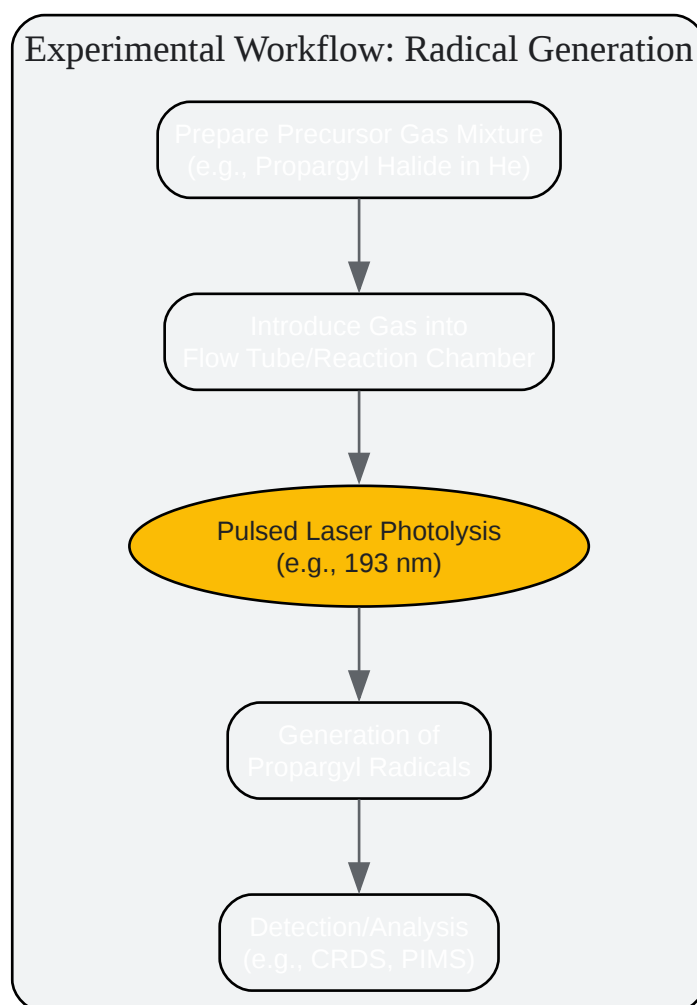 Experimental Workflow: Radical Generation
Prepare Precursor Gas Mixture
(e.g., Propargyl Halide in He)
Introduce Gas into
Flow Tube/Reaction Chamber
Pulsed Laser Photolysis
(e.g., 193 nm)
Generation of
Propargyl Radicals
Detection/Analysis
(e.g., CRDS, PIMS)